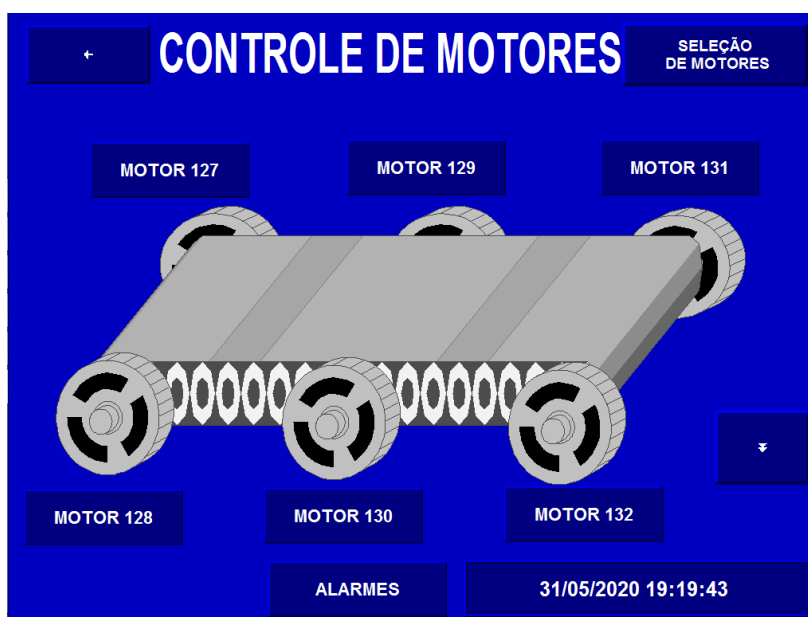 CONTROLE DE MOTORES
SELEÇÃO
DE MOTORES
MOTOR 127
MOTOR 129
MOTOR 131
MOTOR 128
MOTOR 130
MOTOR 132
ALARMES
31/05/2020 19:19:43